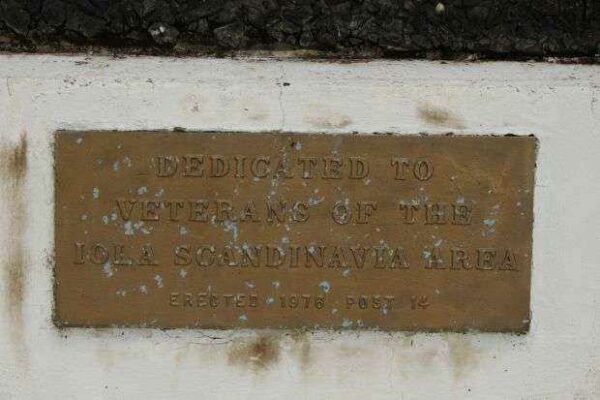 DEDICATED TO
VETERANS OF THE
IOLA SCANDINAVIA AREA
ERECTED 1976 POST 14